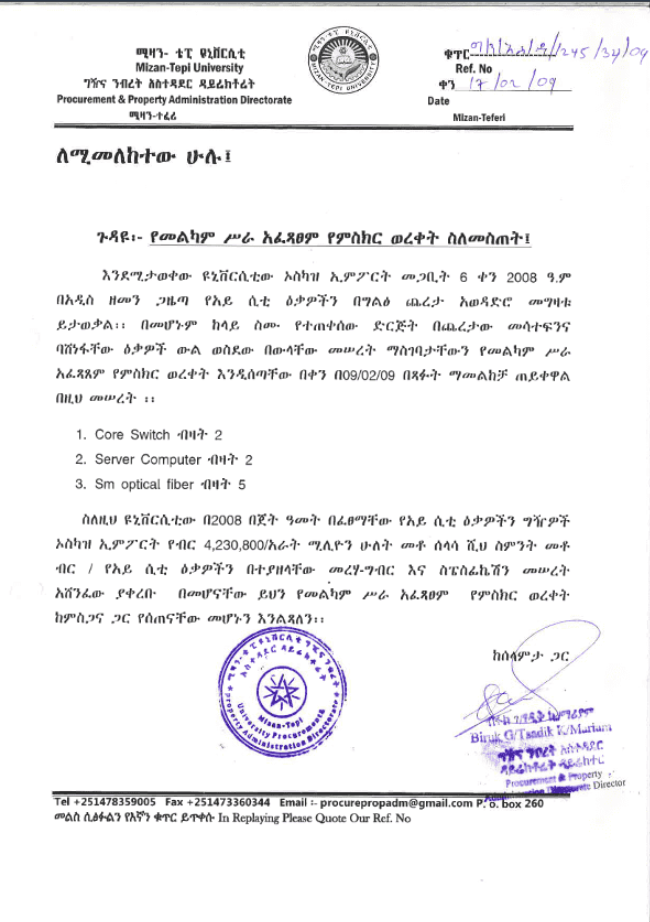 ሚዛን- ቴፒ ዩኒቨርሲቲ
Mizan-Tepi University
ግዥና ንብረት አስተዳደር ዳይሬክቶሬት
Procurement & Property Administration Directorate
ሚዛን-ተፈሪ
MIZAN-TEPI UNIVERSITY
ቁጥር /245/34/09
Ref. No
ቀን 17/02/09
Date
Mizan-Teferi
ለሚመለከተው ሁሉ፤
ጉዳዩ፡- የመልካም ሥራ አፈጻፀም የምስክር ወረቀት ስለመስጠት፤
እንደሚታወቀው ዩኒቨርሲቲው ኦስካዝ ኢምፖርት መጋቢት 6 ቀን 2008 ዓ.ም
በአዲስ ዘመን ጋዜጣ የአይ ሲቲ ዕቃዎችን በግልፅ ጨረታ አወዳድሮ መግዛቱ
ይታወቃል፡፡ በመሆኑም ከላይ ስሙ የተጠቀሰው ድርጅት በጨረታው መሳተፍንና
ባሸነፋቸው ዕቃዎች ውል ወስደው በውላቸው መሠረት ማስገባታቸውን የመልካም ሥራ
አፈጻጸም የምስክር ወረቀት እንዲሰጣቸው በቀን በ09/02/09 በጻፉት ማመልከቻ ጠይቀዋል
በዚህ መሠረት ፡፡
1. Core Switch ብዛት 2
2. Server Computer ብዛት 2
3. Sm optical fiber ብዛት 5
ስለዚህ ዩኒቨርሲቲው በ2008 በጀት ዓመት በፈፀማቸው የአይ ሲቲ ዕቃዎችን ግዥዎች
ኦስካዝ ኢምፖርት የብር 4,230,800/አራት ሚሊዮን ሁለት መቶ ሰላሳ ሺህ ስምንት መቶ
ብር / የአይ ሲቲ ዕቃዎችን በተያዘላቸው መረሃ-ግብር እና ስፔስፊኬሽን መሠረት
አሸንፈው ያቀረቡ በመሆናቸው ይህን የመልካም ሥራ አፈጻፀም የምስክር ወረቀት
ከምስጋና ጋር የሰጠናቸው መሆኑን እንገልጻለን፡፡
ከሰላምታ ጋር
Mizan-Tepi
University Procurement
property Administration Directorate
Biruk G/Tsadik K/Mariam
ግዥና ንብረት አስተዳደር
ዳይሬክቶሬት ዳይሬክተር
Procurement & Property
Administration Directorate Director
Tel +251478359005 Fax +251473360344 Email :- procurepropadm@gmail.com P. o. box 260
መልስ ሲፅፉልን የእኛን ቁጥር ይጥቀሱ In Replaying Please Quote Our Ref. No